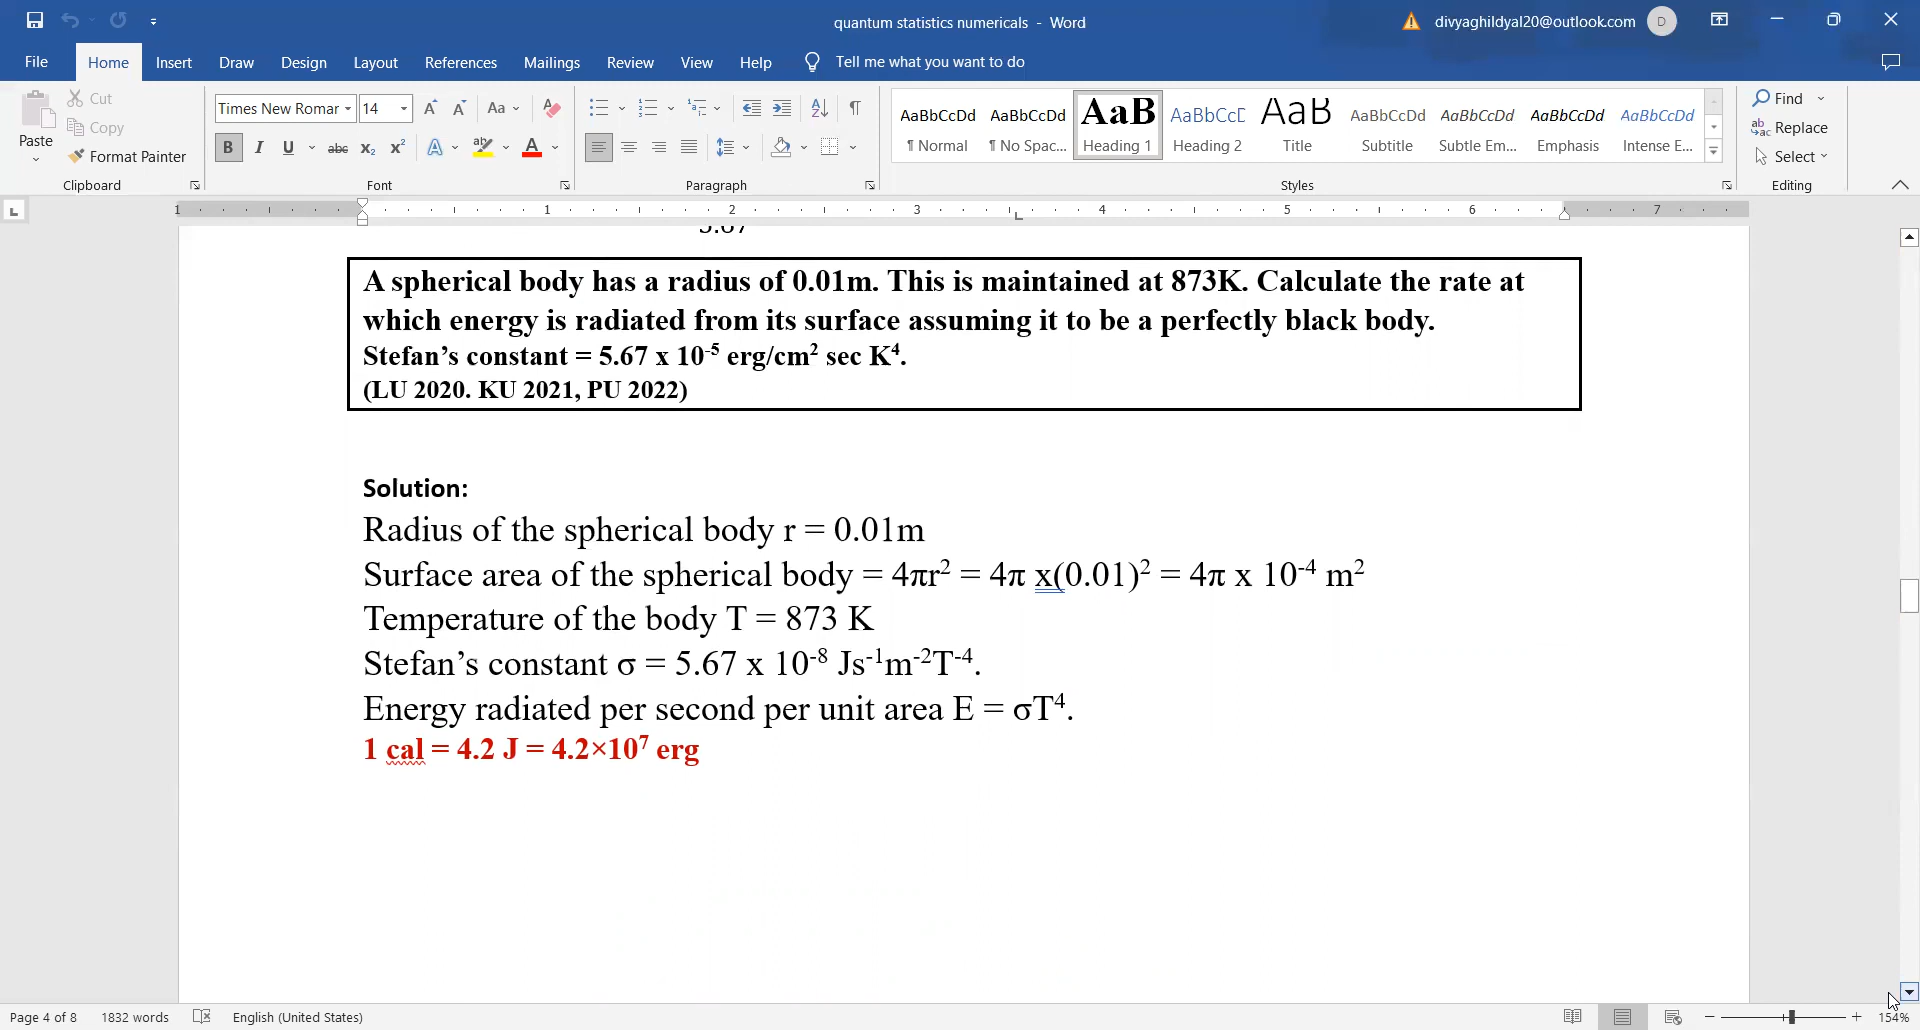 quantum statistics numericals - Word
divyaghildyal20@outlook.com
D
File Home Insert Draw Design Layout References Mailings Review View Help Tell me what you want to do
Paste
Cut
Copy
Format Painter
Clipboard
Times New Romar 14
Font
Paragraph
AaBbCcDd AaBbCcDd AaB AaBbCcC AaB AaBbCcDd AaBbCcDd AaBbCcDd AaBbCcDd
¶ Normal ¶ No Spac... Heading 1 Heading 2 Title Subtitle Subtle Em... Emphasis Intense E...
Styles
Find
Replace
Select
Editing
1 1 2 3 4 5 6 7
A spherical body has a radius of 0.01m. This is maintained at 873K. Calculate the rate at
which energy is radiated from its surface assuming it to be a perfectly black body.
Stefan’s constant = 5.67 x 10⁻⁵ erg/cm² sec K⁴.
(LU 2020. KU 2021, PU 2022)
Solution:
Radius of the spherical body r = 0.01m
Surface area of the spherical body = 4πr² = 4π x(0.01)² = 4π x 10⁻⁴ m²
Temperature of the body T = 873 K
Stefan’s constant σ = 5.67 x 10⁻⁸ Js⁻¹m⁻²T⁻⁴.
Energy radiated per second per unit area E = σT⁴.
1 cal = 4.2 J = 4.2×10⁷ erg
Page 4 of 8 1832 words English (United States) 154%